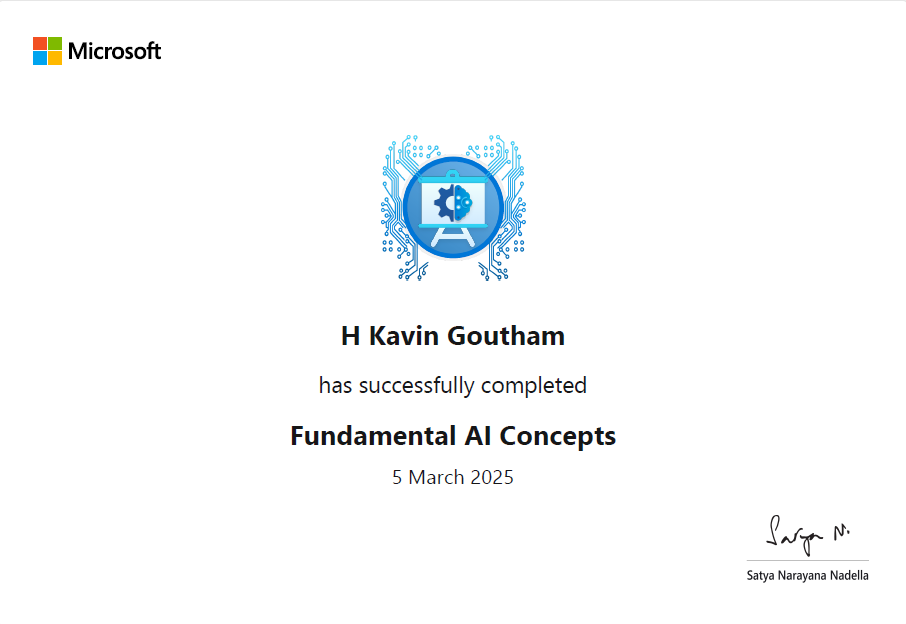 Microsoft
H Kavin Goutham
has successfully completed
Fundamental AI Concepts
5 March 2025
Satya N.
Satya Narayana Nadella